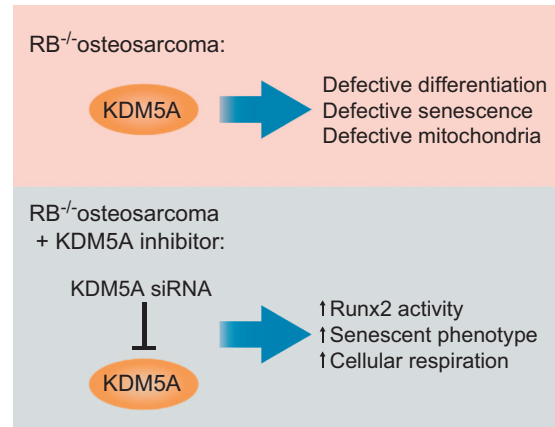 RB-/-osteosarcoma:
KDM5A
Defective differentiation
Defective senescence
Defective mitochondria
RB-/-osteosarcoma
+ KDM5A inhibitor:
KDM5A siRNA
KDM5A
↑Runx2 activity
↑Senescent phenotype
↑Cellular respiration